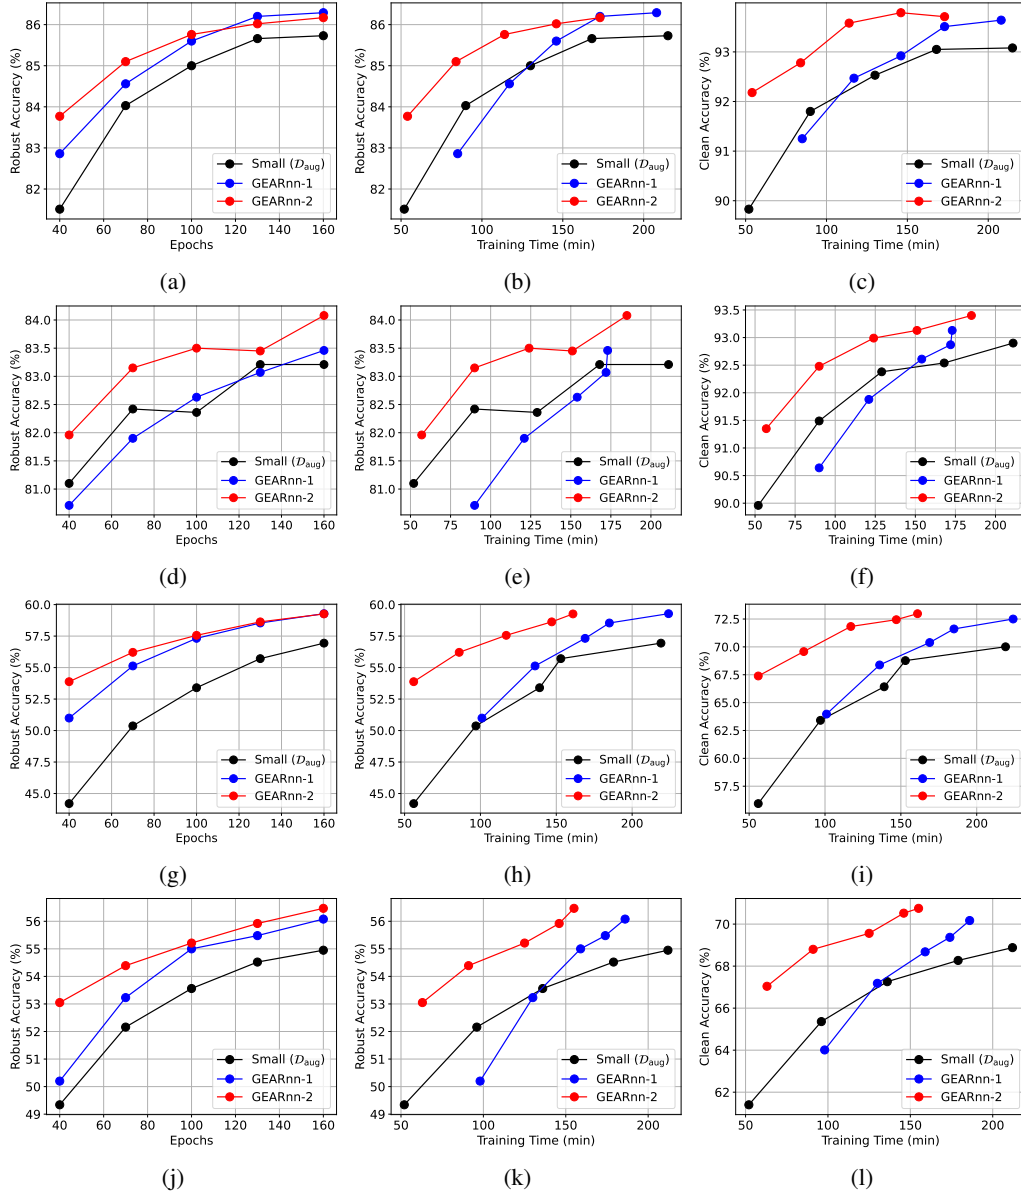 86
85
84
83
82
Robust Accuracy (%)
40 60 80 100 120 140 160
Epochs
Small (𝒟aug)
GEARnn-1
GEARnn-2
(a)
86
85
84
83
82
Robust Accuracy (%)
50 100 150 200
Training Time (min)
Small (𝒟aug)
GEARnn-1
GEARnn-2
(b)
93
92
91
90
Clean Accuracy (%)
100 150 200
Training Time (min)
Small (𝒟aug)
GEARnn-1
GEARnn-2
(c)
84.0
83.5
83.0
82.5
82.0
81.5
81.0
Robust Accuracy (%)
40 60 80 100 120 140 160
Epochs
Small (𝒟aug)
GEARnn-1
GEARnn-2
(d)
84.0
83.5
83.0
82.5
82.0
81.5
81.0
Robust Accuracy (%)
50 75 100 125 150 175 200
Training Time (min)
Small (𝒟aug)
GEARnn-1
GEARnn-2
(e)
93.5
93.0
92.5
92.0
91.5
91.0
90.5
90.0
Clean Accuracy (%)
50 75 100 125 150 175 200
Training Time (min)
Small (𝒟aug)
GEARnn-1
GEARnn-2
(f)
60.0
57.5
55.0
52.5
50.0
47.5
45.0
Robust Accuracy (%)
40 60 80 100 120 140 160
Epochs
Small (𝒟aug)
GEARnn-1
GEARnn-2
(g)
60.0
57.5
55.0
52.5
50.0
47.5
45.0
Robust Accuracy (%)
50 100 150 200
Training Time (min)
Small (𝒟aug)
GEARnn-1
GEARnn-2
(h)
72.5
70.0
67.5
65.0
62.5
60.0
57.5
Clean Accuracy (%)
50 100 150 200
Training Time (min)
Small (𝒟aug)
GEARnn-1
GEARnn-2
(i)
56
55
54
53
52
51
50
49
Robust Accuracy (%)
40 60 80 100 120 140 160
Epochs
Small (𝒟aug)
GEARnn-1
GEARnn-2
(j)
56
55
54
53
52
51
50
49
Robust Accuracy (%)
50 100 150 200
Training Time (min)
Small (𝒟aug)
GEARnn-1
GEARnn-2
(k)
70
68
66
64
62
Clean Accuracy (%)
50 100 150 200
Training Time (min)
Small (𝒟aug)
GEARnn-1
GEARnn-2
(l)